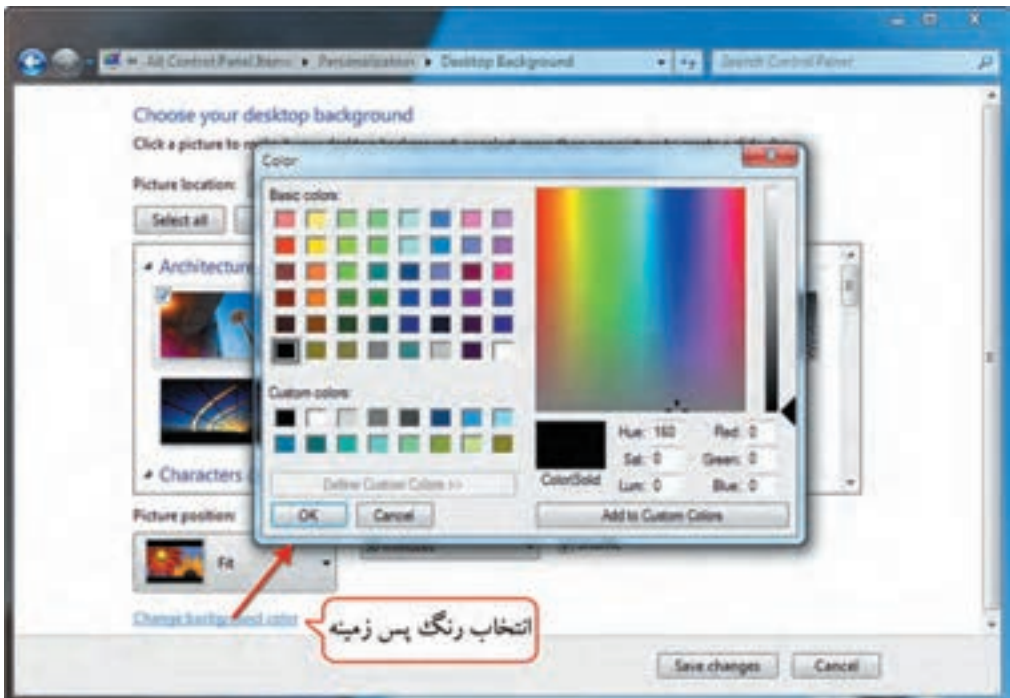 All Control Panel Items Personalization Desktop Background
Search Control Panel
Choose your desktop background
Click a picture to
Picture location:
Select all
Architecture
Characters
Picture position:
Fit
Change background color
Color
Basic colors:
Custom colors:
Define Custom Colors >>
OK Cancel
Color|Solid
Hue: 160 Red: 0
Sat: 0 Green: 0
Lum: 0 Blue: 0
Add to Custom Colors
انتخاب رنگ پس زمینه
Save changes Cancel